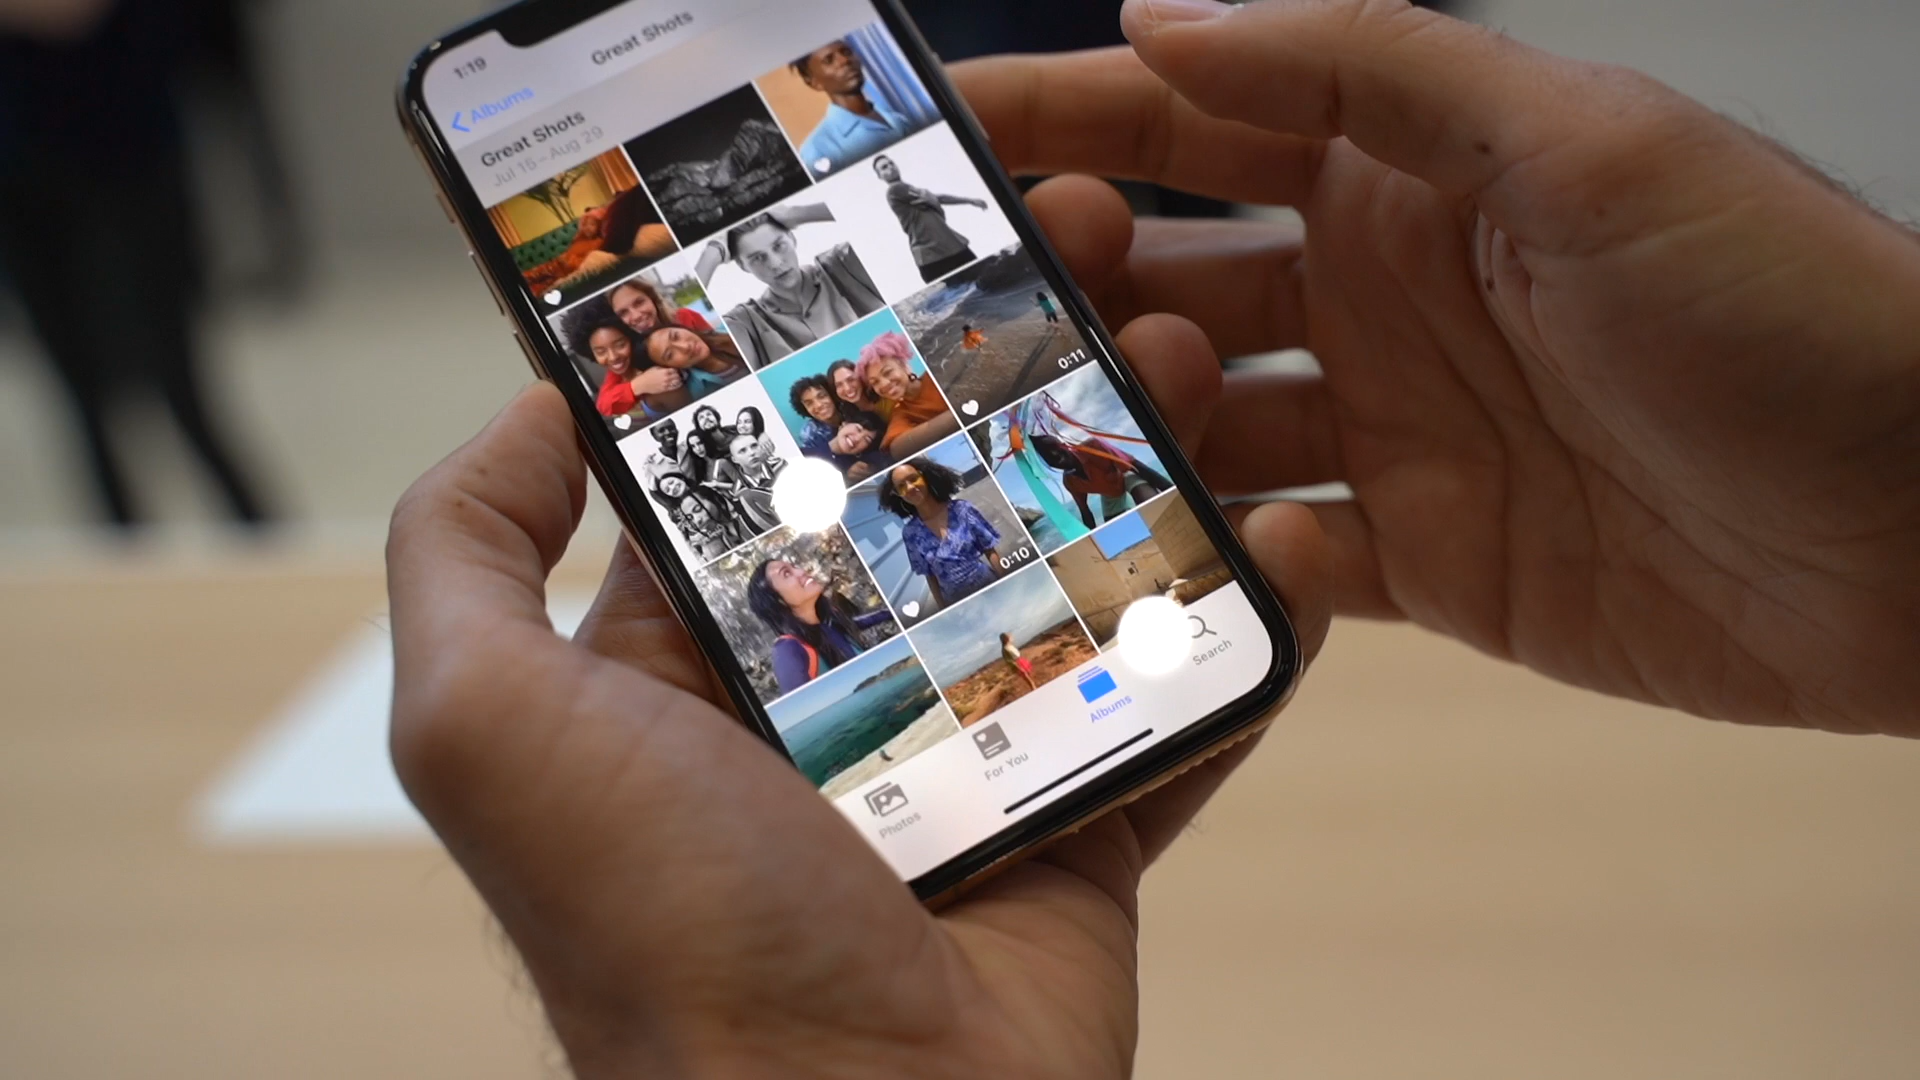 1:19
Great Shots
Albums
Great Shots
Jul 15 – Aug 29
0:11
0:10
Photos
For You
Albums
Search